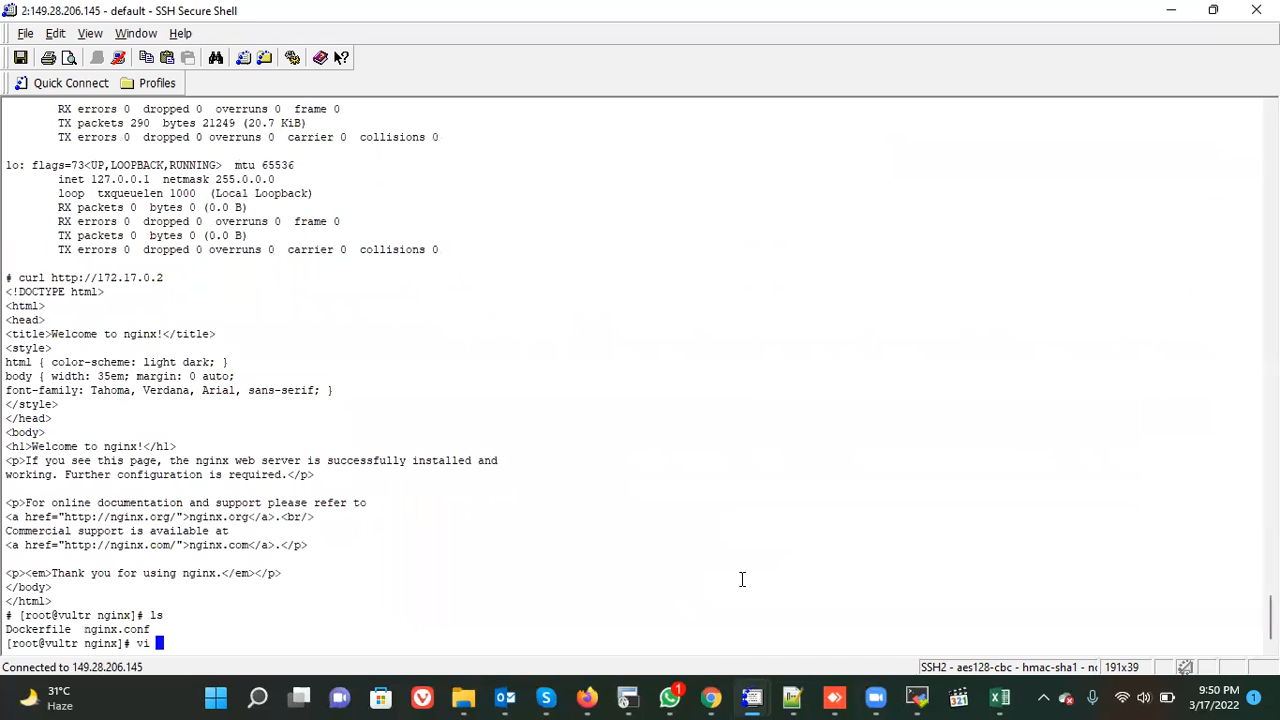 2:149.28.206.145 - default - SSH Secure Shell
File Edit View Window Help
Quick Connect Profiles
RX errors 0 dropped 0 overruns 0 frame 0
TX packets 290 bytes 21249 (20.7 KiB)
TX errors 0 dropped 0 overruns 0 carrier 0 collisions 0
lo: flags=73<UP,LOOPBACK,RUNNING> mtu 65536
inet 127.0.0.1 netmask 255.0.0.0
loop txqueuelen 1000 (Local Loopback)
RX packets 0 bytes 0 (0.0 B)
RX errors 0 dropped 0 overruns 0 frame 0
TX packets 0 bytes 0 (0.0 B)
TX errors 0 dropped 0 overruns 0 carrier 0 collisions 0
# curl http://172.17.0.2
<!DOCTYPE html>
<html>
<head>
<title>Welcome to nginx!</title>
<style>
html { color-scheme: light dark; }
body { width: 35em; margin: 0 auto;
font-family: Tahoma, Verdana, Arial, sans-serif; }
</style>
</head>
<body>
<h1>Welcome to nginx!</h1>
<p>If you see this page, the nginx web server is successfully installed and
working. Further configuration is required.</p>
<p>For online documentation and support please refer to
<a href="http://nginx.org/">nginx.org</a>.<br/>
Commercial support is available at
<a href="http://nginx.com/">nginx.com</a>.</p>
<p><em>Thank you for using nginx.</em></p>
</body>
</html>
# [root@vultr nginx]# ls
Dockerfile nginx.conf
[root@vultr nginx]# vi
Connected to 149.28.206.145 SSH2 - aes128-cbc - hmac-sha1 - nc 191x39
31°C
Haze
1
321
9:50 PM
3/17/2022
1